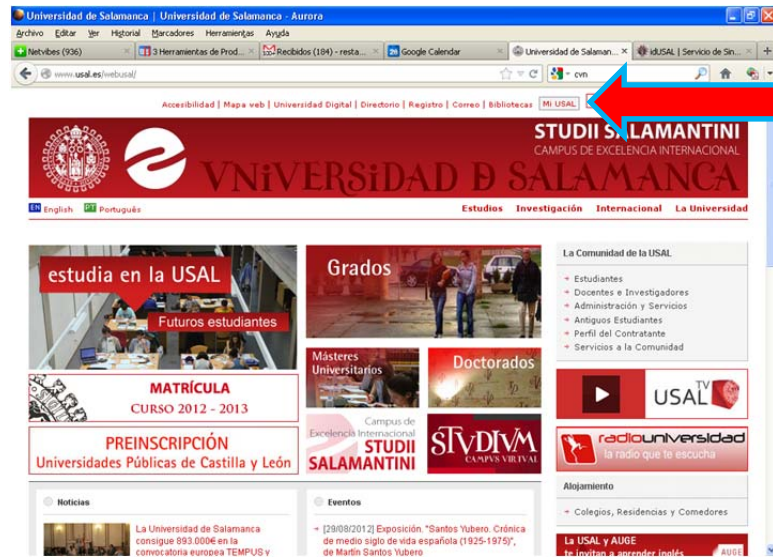 Universidad de Salamanca | Universidad de Salamanca - Aurora
Archivo Editar Ver Historial Marcadores Herramientas Ayuda
Netvibes (936) × 3 Herramientas de Prod... × Recibidos (184) - resta... × Google Calendar × Universidad de Salaman... × idUSAL | Servicio de Sin... × +
www.usal.es/webusal/ cvn
Accesibilidad | Mapa web | Universidad Digital | Directorio | Registro | Correo | Bibliotecas Mi USAL
STUDII SALAMANTINI
CAMPUS DE EXCELENCIA INTERNACIONAL
VNiVERSiDAD D SALAMANCA
EN English PT Português Estudios Investigación Internacional La Universidad
estudia en la USAL
Futuros estudiantes
MATRÍCULA
CURSO 2012 - 2013
PREINSCRIPCIÓN
Universidades Públicas de Castilla y León
Grados
Másteres
Universitarios
Doctorados
Campus de
Excelencia Internacional
STUDII
SALAMANTINI
STVDIVM
CAMPVS VIRTVAL
La Comunidad de la USAL
Estudiantes
Docentes e Investigadores
Administración y Servicios
Antiguos Estudiantes
Perfil del Contratante
Servicios a la Comunidad
USAL TV
radiouniversidad
la radio que te escucha
Alojamiento
Colegios, Residencias y Comedores
La USAL y AUGE
te invitan a aprender inglés
AUGE
Noticias
La Universidad de Salamanca
consigue 893.000€ en la
convocatoria europea TEMPUS y
Eventos
[29/08/2012] Exposición. "Santos Yubero. Crónica
de medio siglo de vida española (1925-1975)",
de Martín Santos Yubero